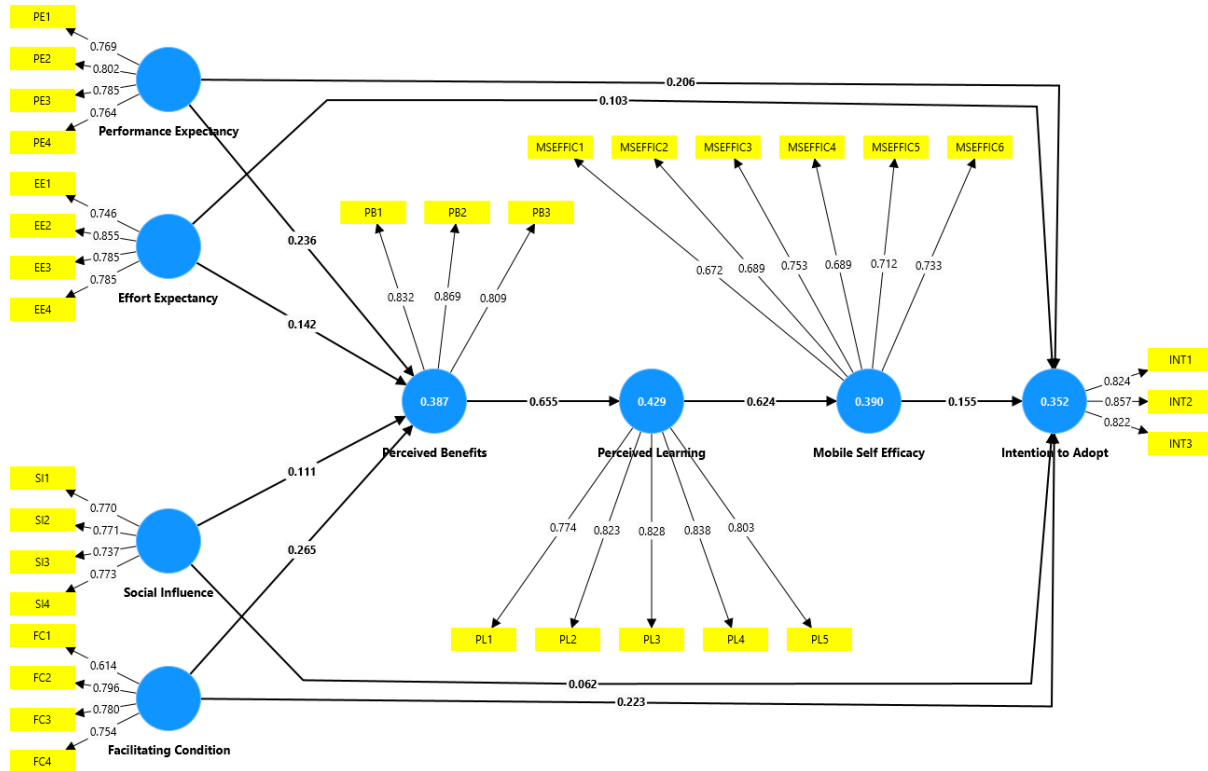 PE1
0.769
PE2
0.802
PE3
0.785
PE4
0.764
Performance Expectancy
0.206
0.103
EE1
0.746
EE2
0.855
EE3
0.785
EE4
0.785
Effort Expectancy
0.236
0.142
PB1
PB2
PB3
0.832
0.869
0.809
MSEFFIC1
MSEFFIC2
MSEFFIC3
MSEFFIC4
MSEFFIC5
MSEFFIC6
0.672
0.689
0.753
0.689
0.712
0.733
0.387
Perceived Benefits
0.655
0.429
Perceived Learning
0.624
0.390
Mobile Self Efficacy
0.155
0.352
Intention to Adopt
INT1
0.824
INT2
0.857
INT3
0.822
0.774
0.823
0.828
0.838
0.803
PL1
PL2
PL3
PL4
PL5
SI1
0.770
SI2
0.771
SI3
0.737
SI4
0.773
Social Influence
0.111
0.265
FC1
0.614
FC2
0.796
FC3
0.780
FC4
0.754
Facilitating Condition
0.062
0.223